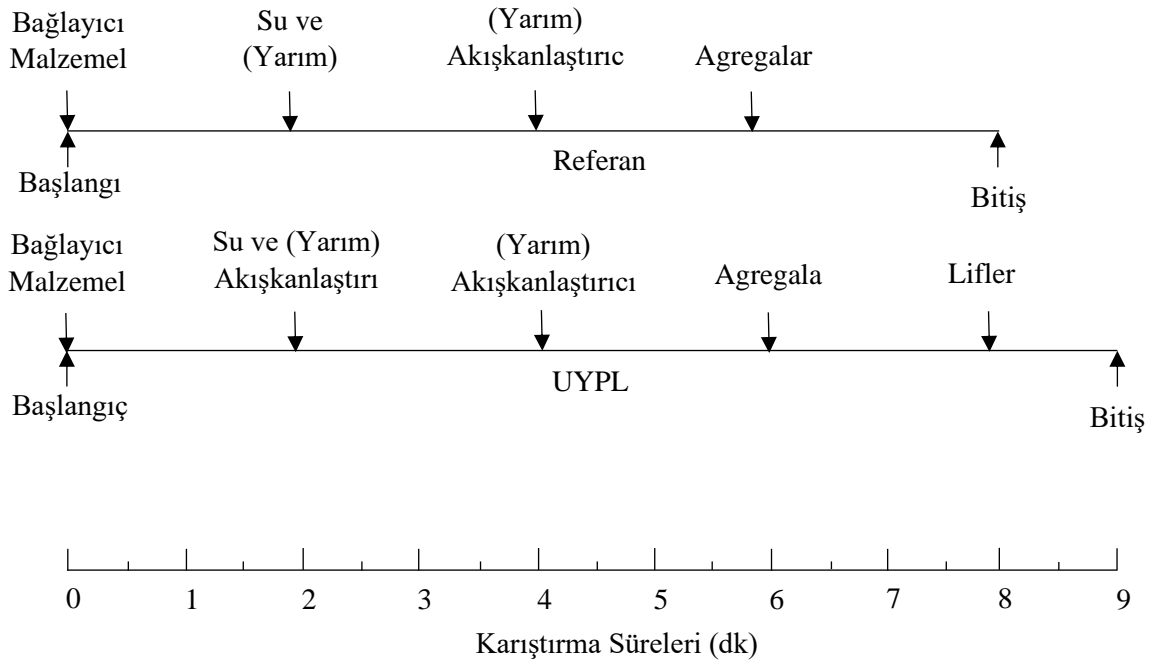 Bağlayıcı
Malzemel
Su ve
(Yarım)
(Yarım)
Akışkanlaştırıc
Agregalar
Referan
Başlangı
Bitiş
Bağlayıcı
Malzemel
Su ve (Yarım)
Akışkanlaştırı
(Yarım)
Akışkanlaştırıcı
Agregala
Lifler
UYPL
Başlangıç
Bitiş
0 1 2 3 4 5 6 7 8 9
Karıştırma Süreleri (dk)